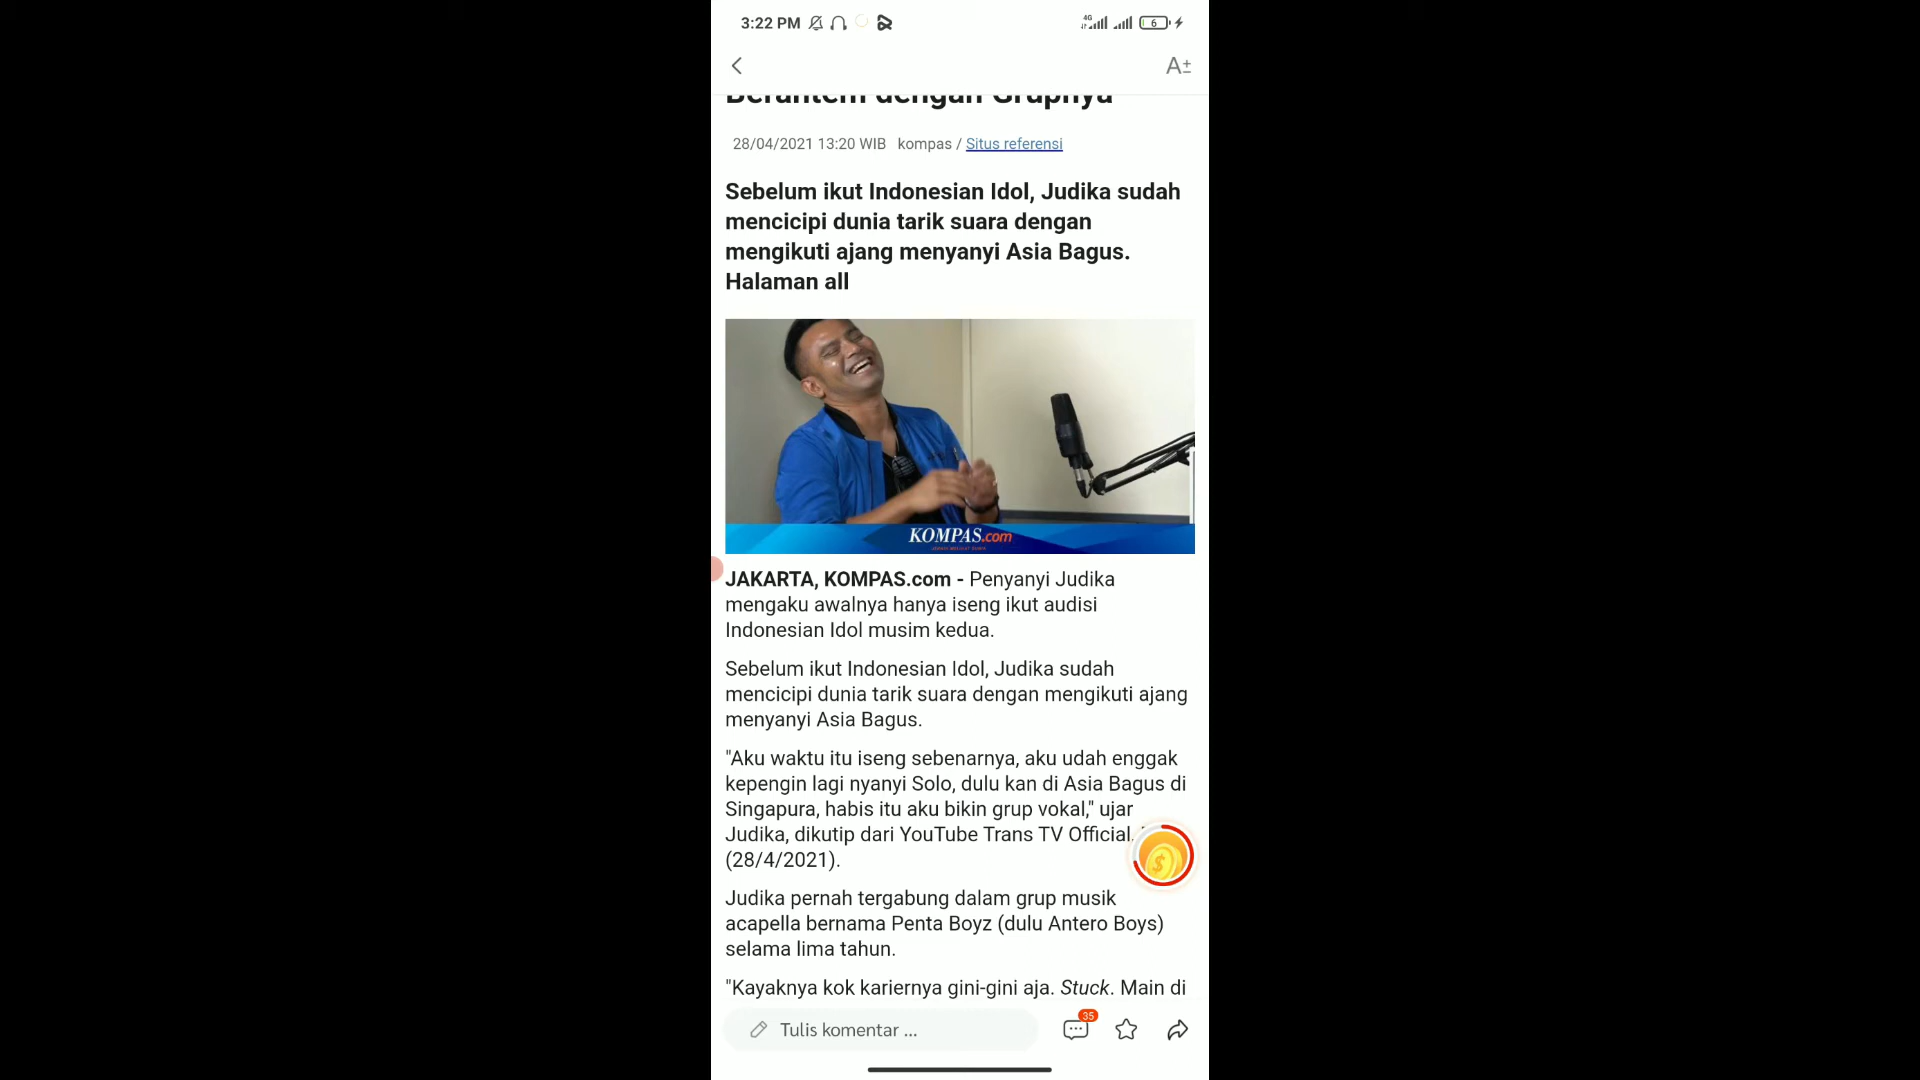 3:22 PM
4G
6
A±
Berantem dengan Grupnya
28/04/2021 13:20 WIB kompas / Situs referensi
Sebelum ikut Indonesian Idol, Judika sudah
mencicipi dunia tarik suara dengan
mengikuti ajang menyanyi Asia Bagus.
Halaman all
KOMPAS.com
JAKARTA, KOMPAS.com - Penyanyi Judika
mengaku awalnya hanya iseng ikut audisi
Indonesian Idol musim kedua.
Sebelum ikut Indonesian Idol, Judika sudah
mencicipi dunia tarik suara dengan mengikuti ajang
menyanyi Asia Bagus.
"Aku waktu itu iseng sebenarnya, aku udah enggak
kepengin lagi nyanyi Solo, dulu kan di Asia Bagus di
Singapura, habis itu aku bikin grup vokal," ujar
Judika, dikutip dari YouTube Trans TV Official,
(28/4/2021).
Judika pernah tergabung dalam grup musik
acapella bernama Penta Boyz (dulu Antero Boys)
selama lima tahun.
"Kayaknya kok kariernya gini-gini aja. Stuck. Main di
Tulis komentar ...
35